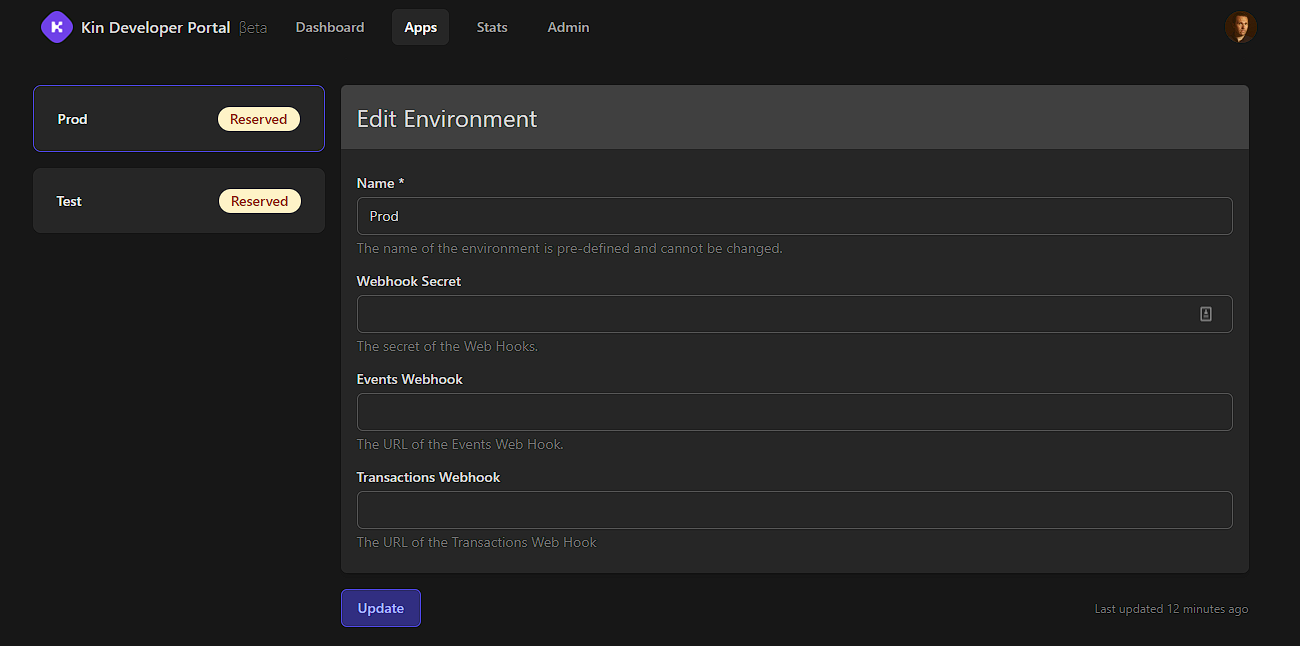 Kin Developer Portal βeta Dashboard Apps Stats Admin
Prod Reserved
Test Reserved
Edit Environment
Name *
Prod
The name of the environment is pre-defined and cannot be changed.
Webhook Secret
The secret of the Web Hooks.
Events Webhook
The URL of the Events Web Hook.
Transactions Webhook
The URL of the Transactions Web Hook
Update
Last updated 12 minutes ago